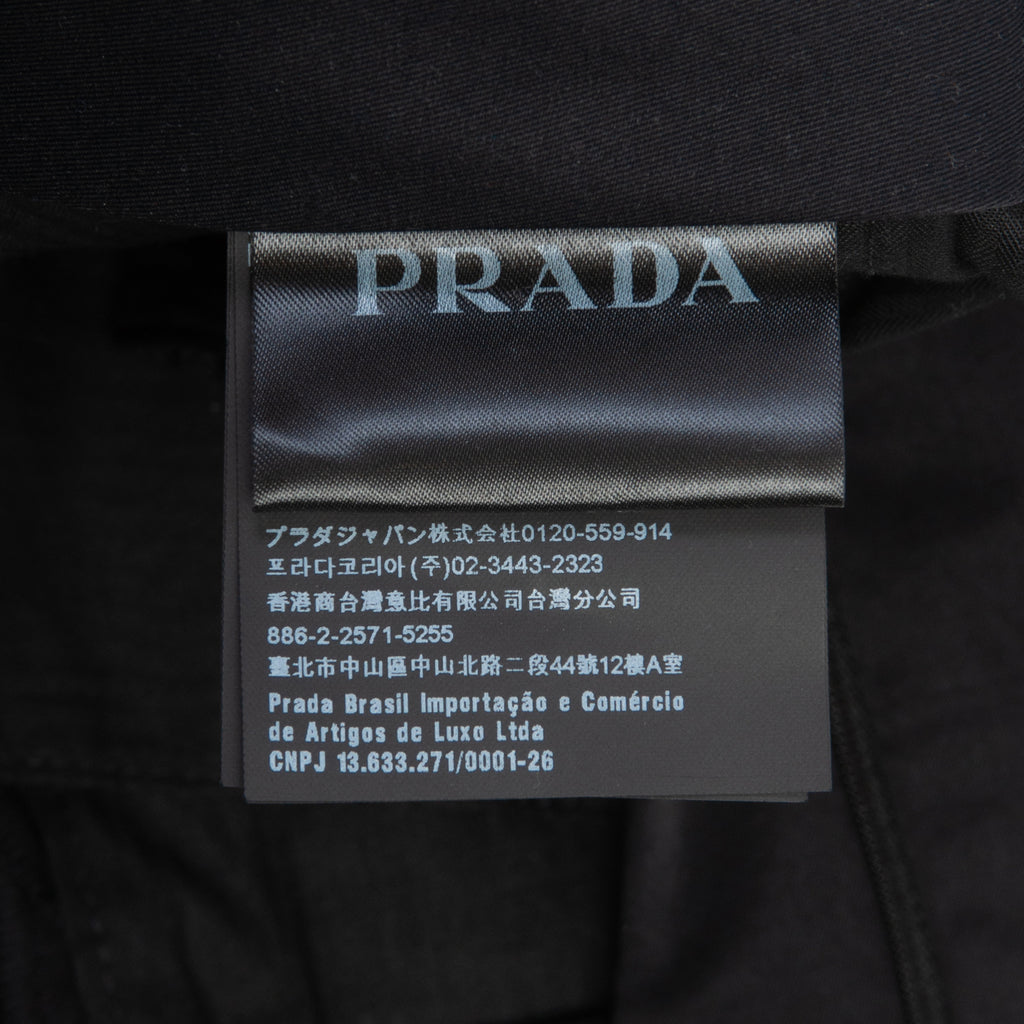 PRADA
プラダジャパン株式会社0120-559-914
프라다코리아(주)02-3443-2323
香港商台灣意比有限公司台灣分公司
886-2-2571-5255
臺北市中山區中山北路二段44號12樓A室
Prada Brasil Importação e Comércio
de Artigos de Luxo Ltda
CNPJ 13.633.271/0001-26